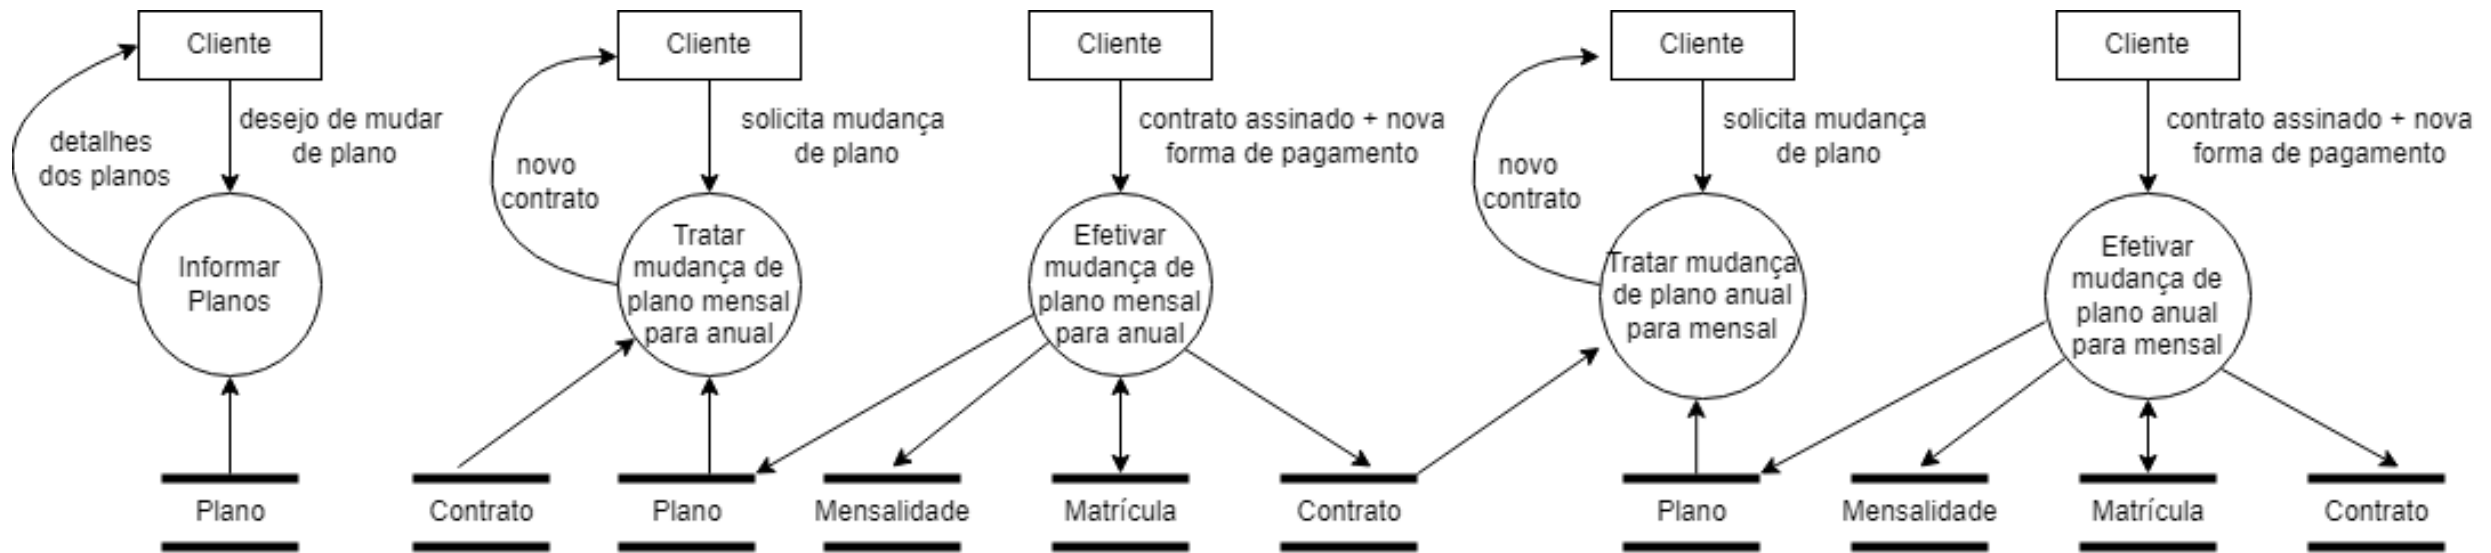 Cliente
desejo de mudar
de plano
detalhes
dos planos
Informar
Planos
Plano
Cliente
solicita mudança
de plano
novo
contrato
Tratar
mudança de
plano mensal
para anual
Contrato
Plano
Cliente
contrato assinado + nova
forma de pagamento
Efetivar
mudança de
plano mensal
para anual
Mensalidade
Matrícula
Contrato
Cliente
solicita mudança
de plano
novo
contrato
Tratar mudança
de plano anual
para mensal
Plano
Cliente
contrato assinado + nova
forma de pagamento
Efetivar
mudança de
plano anual
para mensal
Mensalidade
Matrícula
Contrato